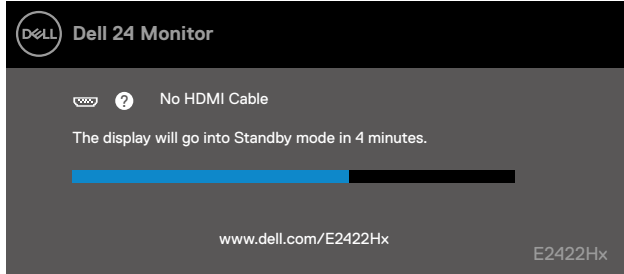 DELL Dell 24 Monitor
? No HDMI Cable
The display will go into Standby mode in 4 minutes.
www.dell.com/E2422Hx
E2422Hx